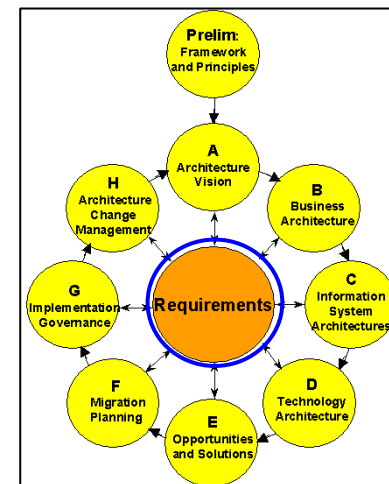 Prelim:
Framework
and Principles
A
Architecture
Vision
B
Business
Architecture
C
Information
System
Architectures
D
Technology
Architecture
E
Opportunities
and Solutions
F
Migration
Planning
G
Implementation
Governance
H
Architecture
Change
Management
Requirements